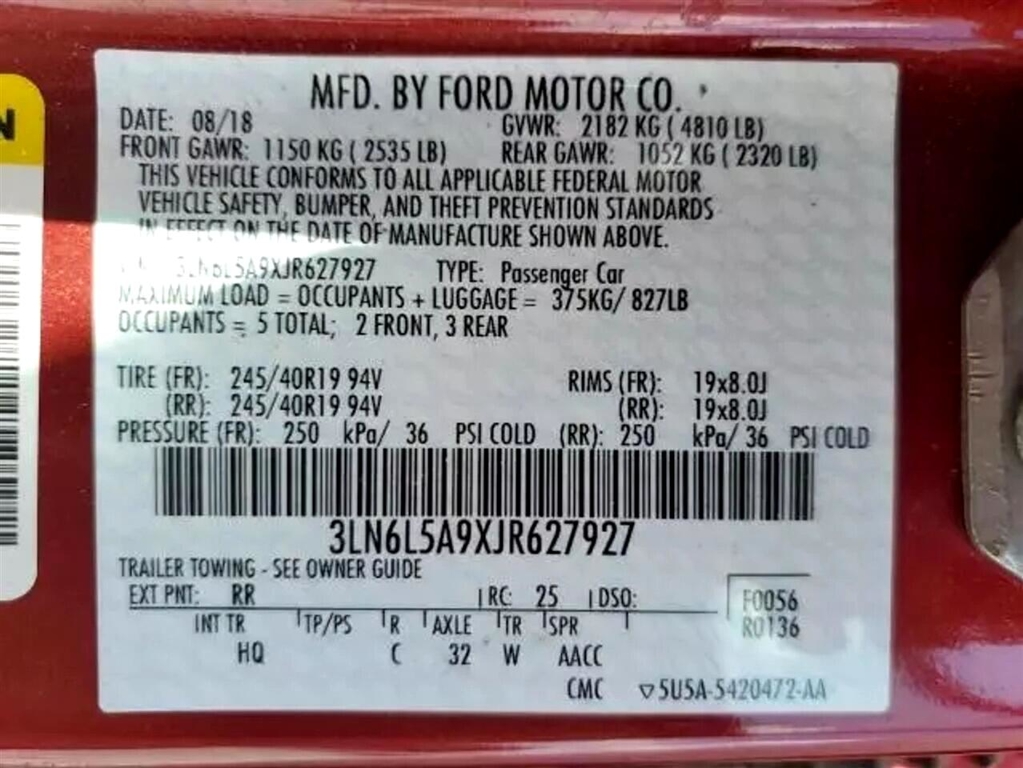 N
MFD. BY FORD MOTOR CO.
DATE: 08/18 GVWR: 2182 KG ( 4810 LB)
FRONT GAWR: 1150 KG ( 2535 LB) REAR GAWR: 1052 KG ( 2320 LB)
THIS VEHICLE CONFORMS TO ALL APPLICABLE FEDERAL MOTOR
VEHICLE SAFETY, BUMPER, AND THEFT PREVENTION STANDARDS
IN EFFECT ON THE DATE OF MANUFACTURE SHOWN ABOVE.
3LN6L5A9XJR627927 TYPE: Passenger Car
MAXIMUM LOAD = OCCUPANTS + LUGGAGE = 375KG/ 827LB
OCCUPANTS = 5 TOTAL; 2 FRONT, 3 REAR
TIRE (FR): 245/40R19 94V RIMS (FR): 19x8.0J
(RR): 245/40R19 94V (RR): 19x8.0J
PRESSURE (FR): 250 kPa/ 36 PSI COLD (RR): 250 kPa/ 36 PSI COLD
3LN6L5A9XJR627927
TRAILER TOWING - SEE OWNER GUIDE
EXT PNT: RR RC: 25 DSO: F0056
INT TR TP/PS R AXLE TR SPR R0136
HQ C 32 W AACC
CMC ▽5U5A-5420472-AA